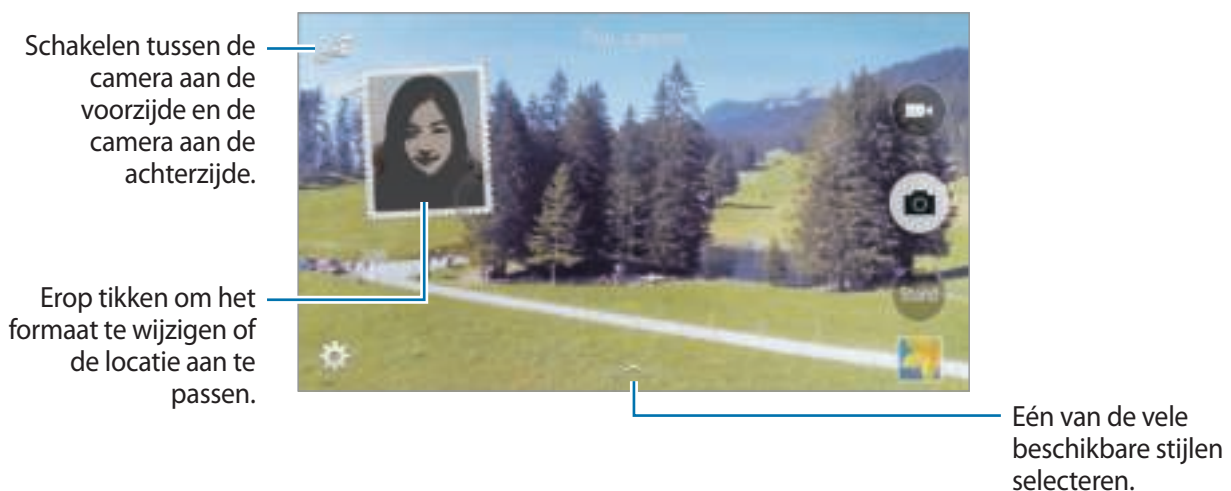 Schakelen tussen de
camera aan de
voorzijde en de
camera aan de
achterzijde.
Erop tikken om het
formaat te wijzigen of
de locatie aan te
passen.
Eén van de vele
beschikbare stijlen
selecteren.